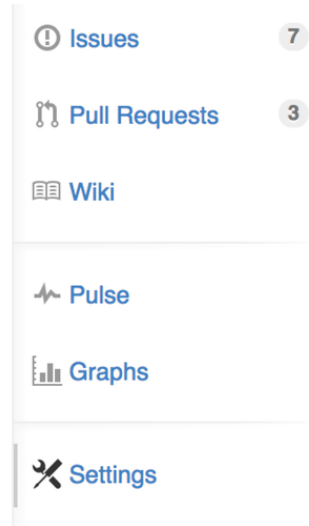 Issues 7
Pull Requests 3
Wiki
Pulse
Graphs
Settings